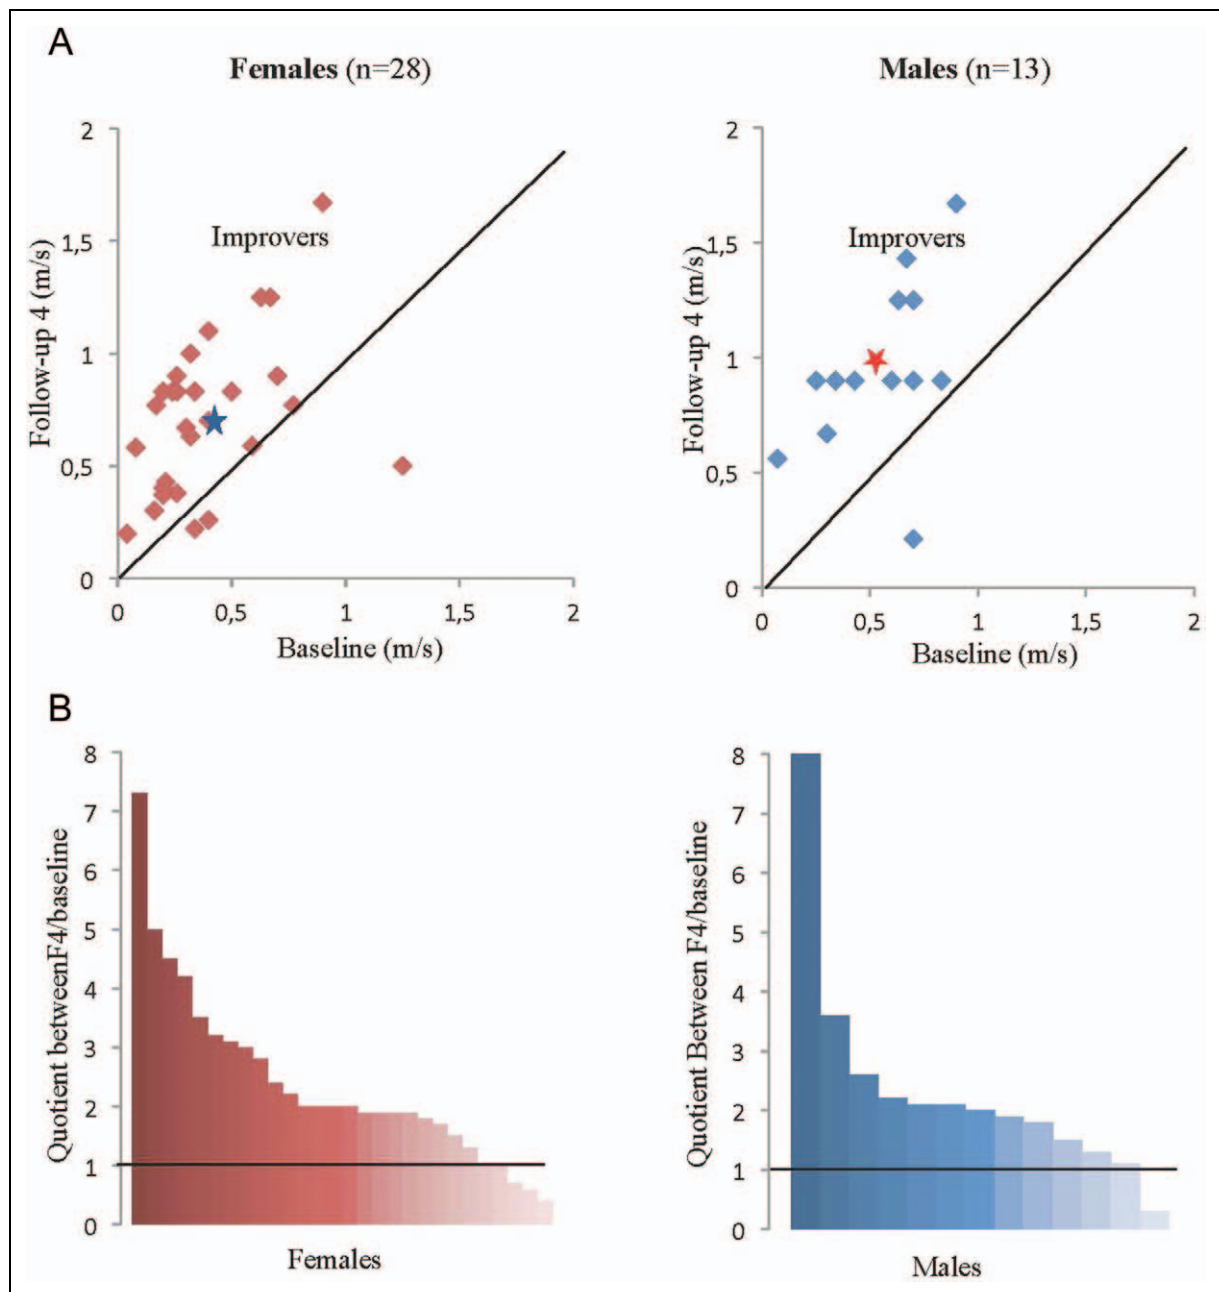 A
Females (n=28)
Males (n=13)
2
1,5
1
0,5
0
Follow-up 4 (m/s)
Improvers
0
0,5
1
1,5
2
Baseline (m/s)
2
1,5
1
0,5
0
Follow-up 4 (m/s)
Improvers
0
0,5
1
1,5
2
Baseline (m/s)
B
8
7
6
5
4
3
2
1
0
Quotient betweenF4/baseline
Females
8
7
6
5
4
3
2
1
0
Quotient Between F4/baseline
Males